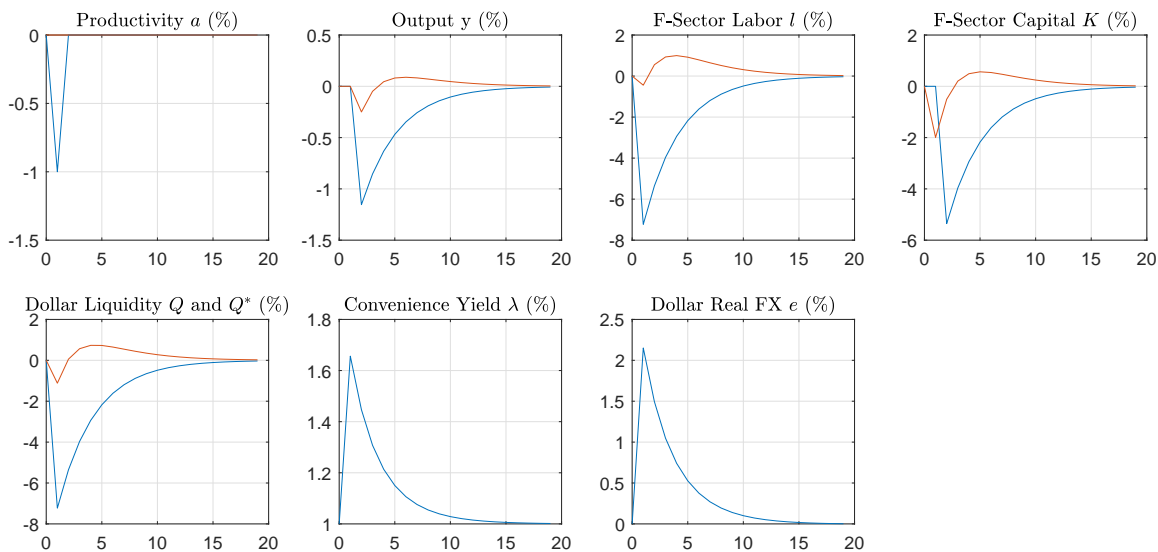 Productivity a (%)
Output y (%)
F-Sector Labor l (%)
F-Sector Capital K (%)
0
-0.5
-1
-1.5
0 5 10 15 20
0.5
0
-0.5
-1
-1.5
0 5 10 15 20
2
0
-2
-4
-6
-8
0 5 10 15 20
2
0
-2
-4
-6
0 5 10 15 20
Dollar Liquidity Q and Q* (%)
Convenience Yield λ (%)
Dollar Real FX e (%)
2
0
-2
-4
-6
-8
0 5 10 15 20
1.8
1.6
1.4
1.2
1
0 5 10 15 20
2.5
2
1.5
1
0.5
0
0 5 10 15 20